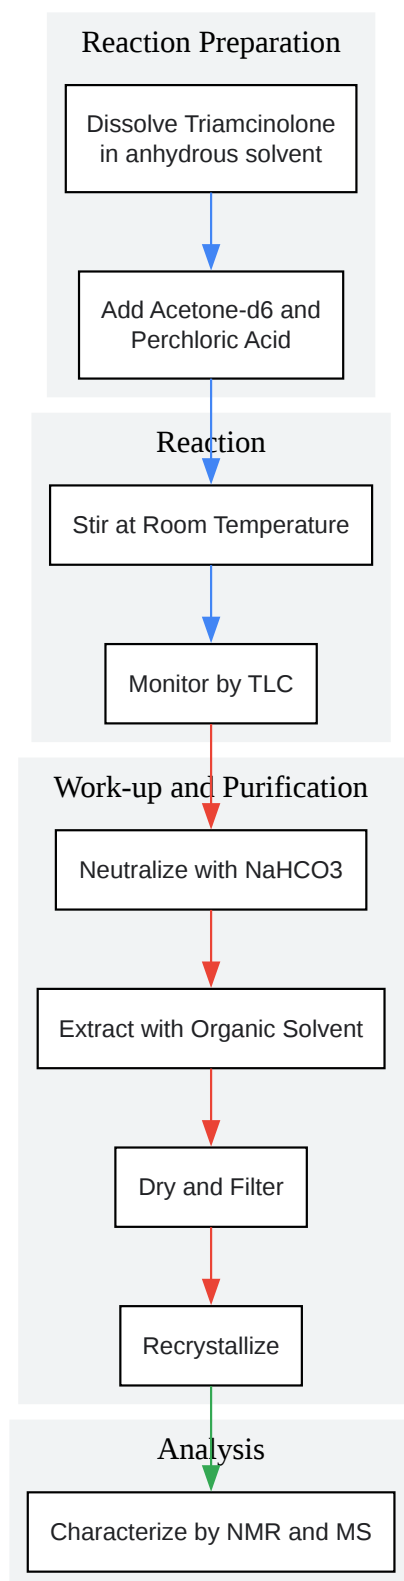 Reaction Preparation
Dissolve Triamcinolone
in anhydrous solvent
Add Acetone-d6 and
Perchloric Acid
Reaction
Stir at Room Temperature
Monitor by TLC
Work-up and Purification
Neutralize with NaHCO3
Extract with Organic Solvent
Dry and Filter
Recrystallize
Analysis
Characterize by NMR and MS